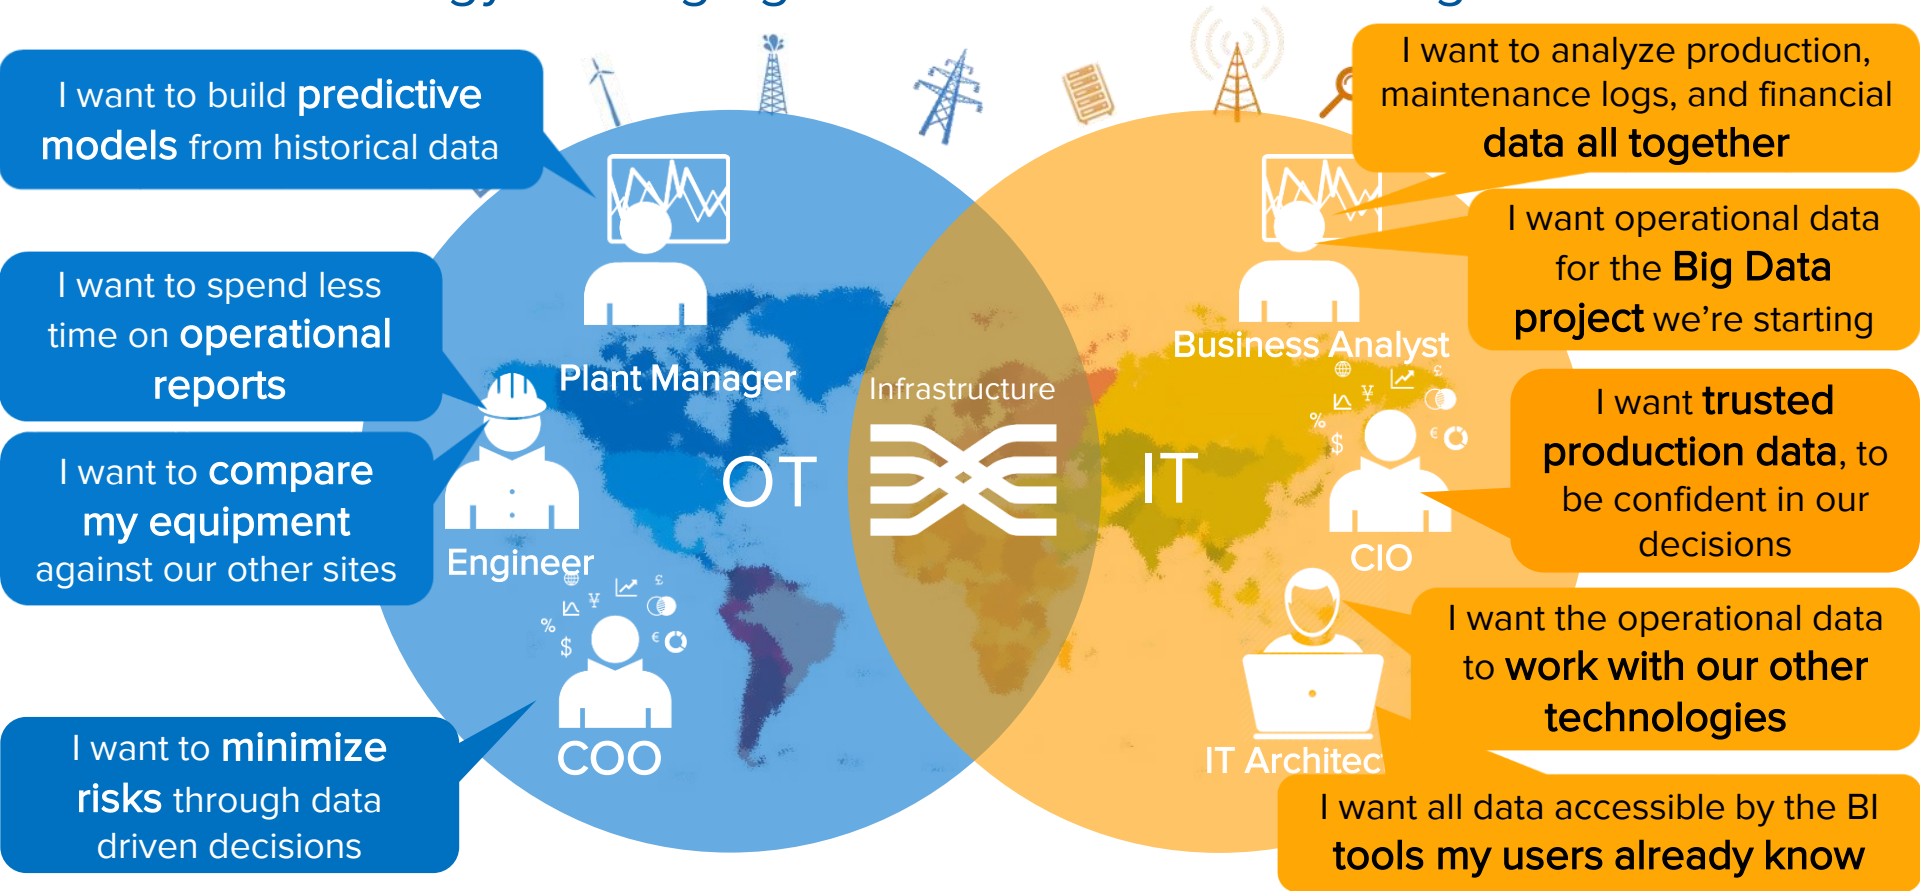 I want to build predictive
models from historical data
I want to spend less
time on operational
reports
I want to compare
my equipment
against our other sites
I want to minimize
risks through data
driven decisions
Plant Manager
Engineer
COO
OT
Infrastructure
IT
Business Analyst
CIO
IT Architec
I want to analyze production,
maintenance logs, and financial
data all together
I want operational data
for the Big Data
project we're starting
I want trusted
production data, to
be confident in our
decisions
I want the operational data
to work with our other
technologies
I want all data accessible by the BI
tools my users already know